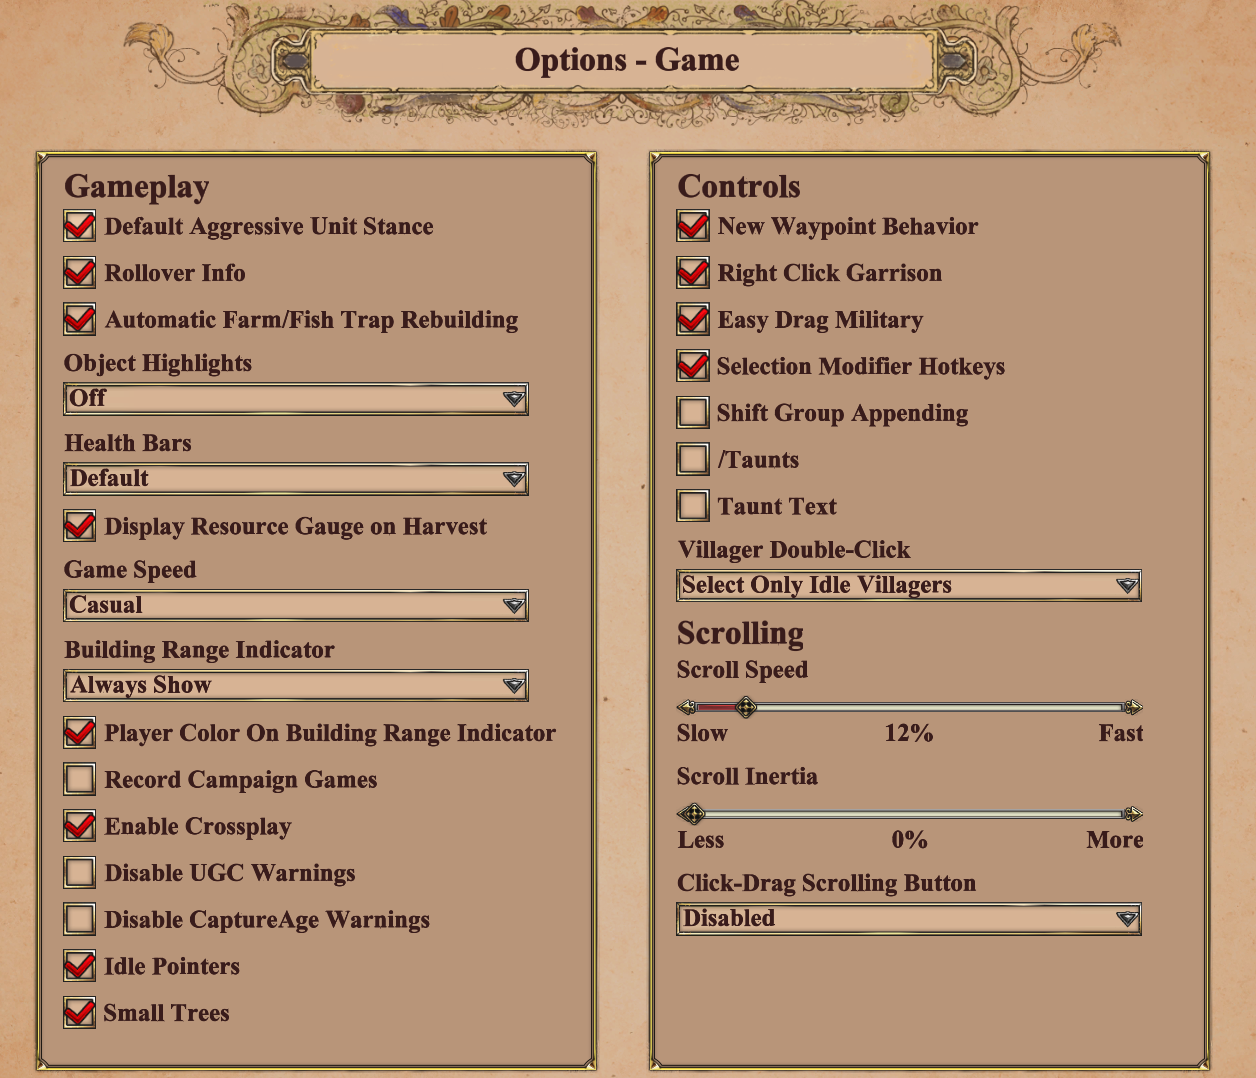 Options - Game
Gameplay
Default Aggressive Unit Stance
Rollover Info
Automatic Farm/Fish Trap Rebuilding
Object Highlights
Off
Health Bars
Default
Display Resource Gauge on Harvest
Game Speed
Casual
Building Range Indicator
Always Show
Player Color On Building Range Indicator
Record Campaign Games
Enable Crossplay
Disable UGC Warnings
Disable CaptureAge Warnings
Idle Pointers
Small Trees
Controls
New Waypoint Behavior
Right Click Garrison
Easy Drag Military
Selection Modifier Hotkeys
Shift Group Appending
/Taunts
Taunt Text
Villager Double-Click
Select Only Idle Villagers
Scrolling
Scroll Speed
Slow 12% Fast
Scroll Inertia
Less 0% More
Click-Drag Scrolling Button
Disabled